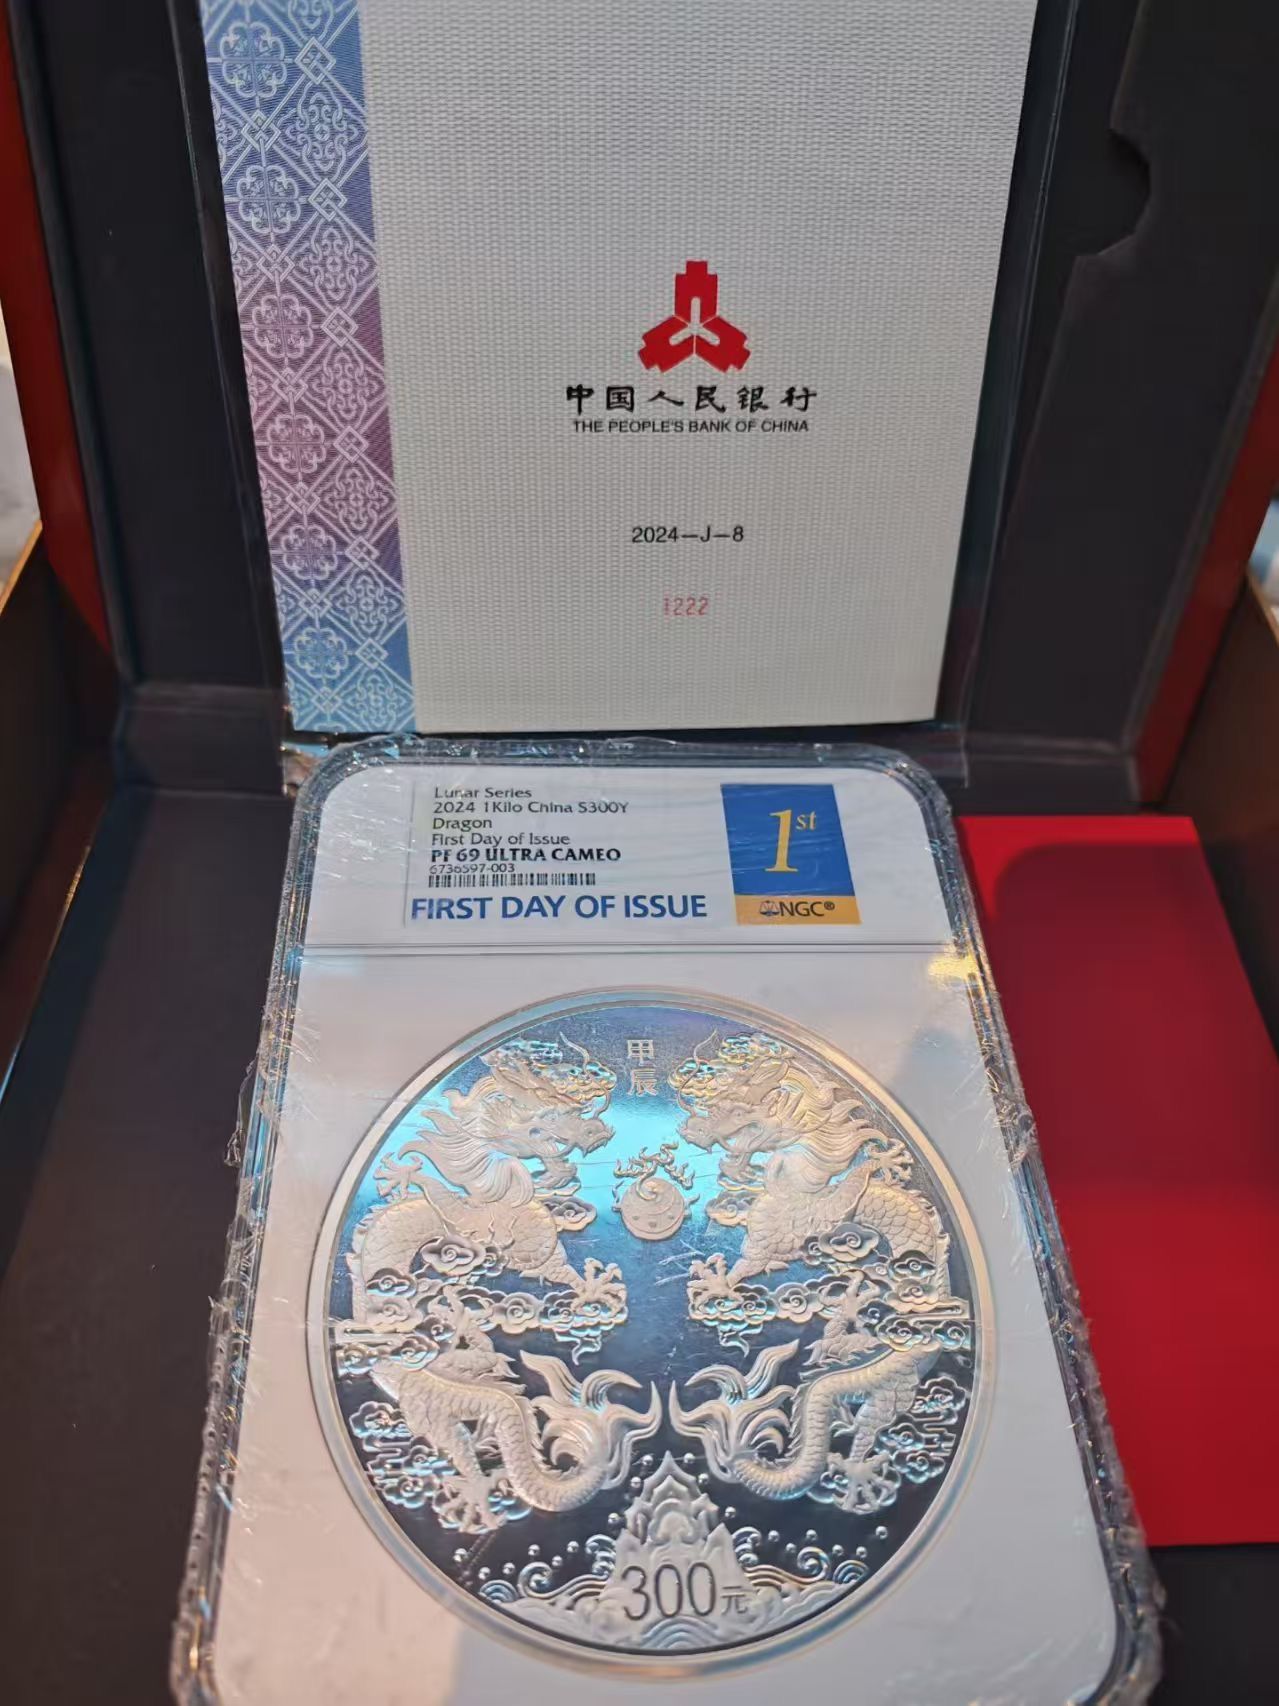 中国人民银行
THE PEOPLE'S BANK OF CHINA
2024—J—8
1222
Lunar Series
2024 1Kilo China S300Y
Dragon
First Day of Issue
PF 69 ULTRA CAMEO
6736597-003
FIRST DAY OF ISSUE
1st
NGC®
甲
辰
300元